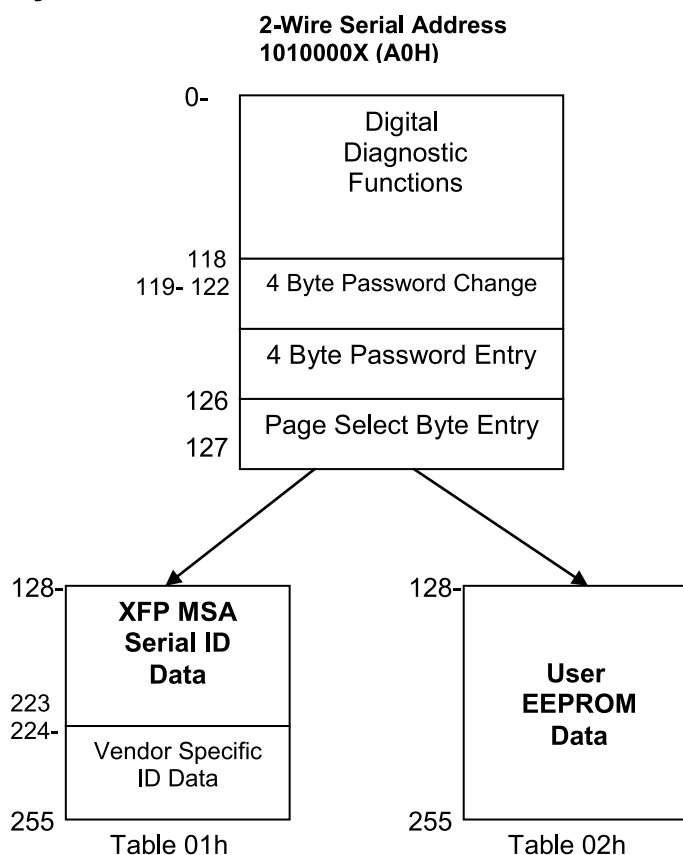 2-Wire Serial Address
1010000X (A0H)
0-
Digital
Diagnostic
Functions
118
119- 122
4 Byte Password Change
4 Byte Password Entry
126
Page Select Byte Entry
127
128-
XFP MSA
Serial ID
Data
223
224-
Vendor Specific
ID Data
255
Table 01h
128-
User
EEPROM
Data
255
Table 02h